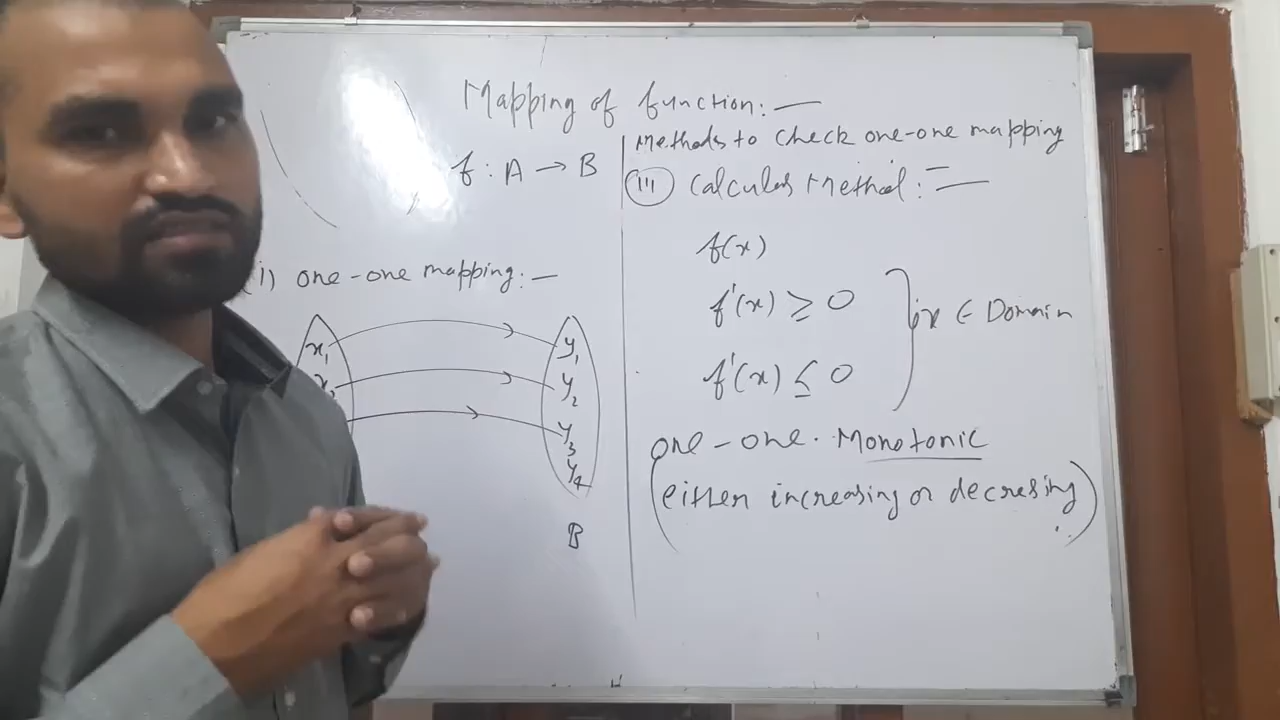 Mapping of function:—
f : A → B
(i) one-one mapping:—
x₁
y₁
y₂
y₃
y₄
B
Methods to check one-one mapping
(III) Calculus Method:—
f(x)
f'(x) ≥ 0
f'(x) ≤ 0
x ∈ Domain
one-one. Monotonic
(either increasing or decresing)